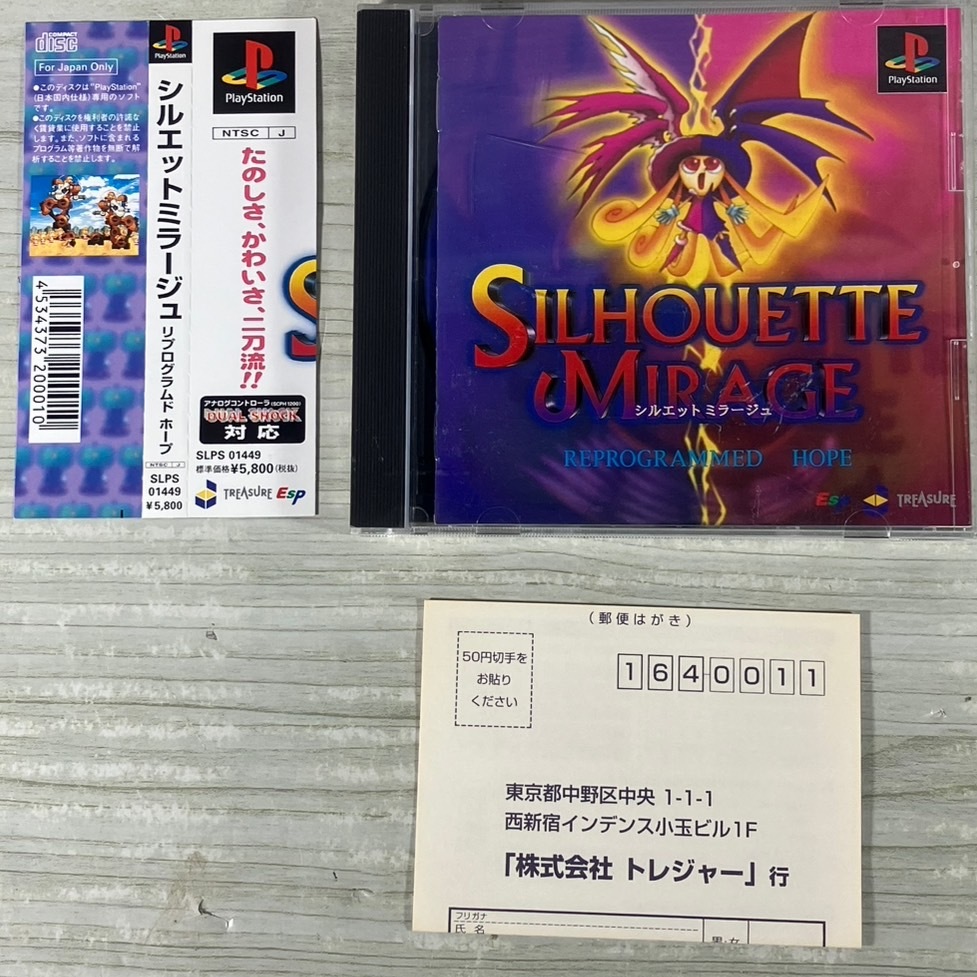 COMPACT
disc
For Japan Only
●このディスクは"PlayStation"
(日本国内仕様)専用のソフト
です。
●このディスクを権利者の許諾な
く賃貸業に使用することを禁止
します。また、ソフトに含まれる
プログラム等著作物を無断で解
析することを禁止します。
4 534373 200010
PlayStation
シルエットミラージュ リプログラムド ホープ
NTSC J
SLPS
01449
¥5,800
PlayStation
NTSC J
たのしさ、かわいさ、二刀流!!
S
アナログコントローラ(SCPH1200)
DUAL SHOCK
対応
SLPS 01449
標準価格¥5,800(税抜)
TREASURE Esp
PlayStation
SILHOUETTE
MIRAGE
シルエットミラージュ
REPROGRAMMED HOPE
Esp TREASURE
(郵便はがき)
50円切手を
お貼り
ください
1640011
東京都中野区中央 1-1-1
西新宿インデンス小玉ビル1F
「株式会社 トレジャー」行
フリガナ
氏 名
男・女